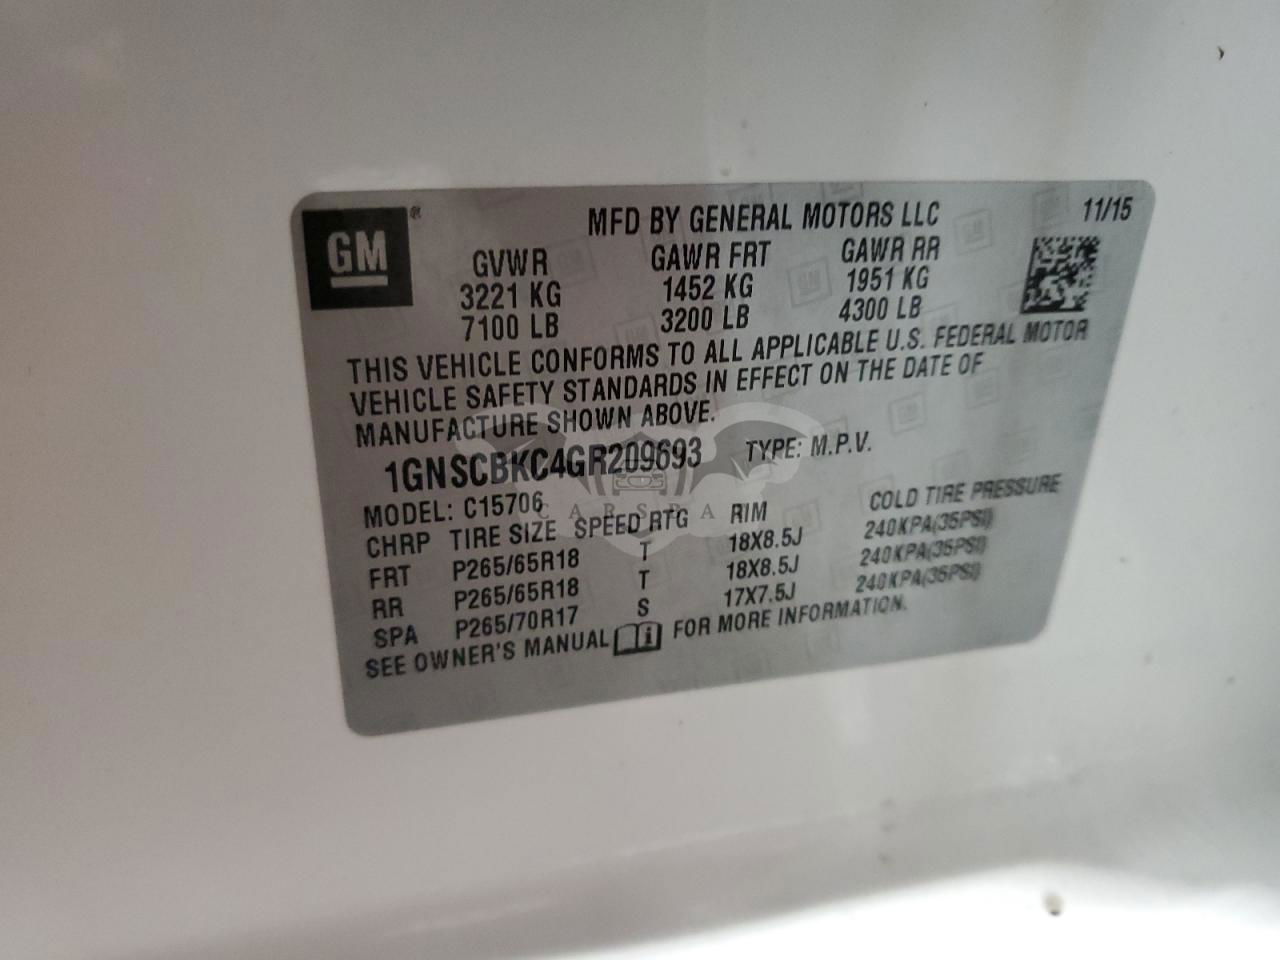 GM®
MFD BY GENERAL MOTORS LLC 11/15
GVWR GAWR FRT GAWR RR
3221 KG 1452 KG 1951 KG
7100 LB 3200 LB 4300 LB
THIS VEHICLE CONFORMS TO ALL APPLICABLE U.S. FEDERAL MOTOR
VEHICLE SAFETY STANDARDS IN EFFECT ON THE DATE OF
MANUFACTURE SHOWN ABOVE.
1GNSCBKC4GR209693 TYPE: M.P.V.
MODEL: C15706
CARSPA
CHRP TIRE SIZE SPEED RTG RIM COLD TIRE PRESSURE
FRT P265/65R18 T 18X8.5J 240KPA(35PSI)
RR P265/65R18 T 18X8.5J 240KPA(35PSI)
SPA P265/70R17 S 17X7.5J 240KPA(35PSI)
SEE OWNER'S MANUAL i FOR MORE INFORMATION.